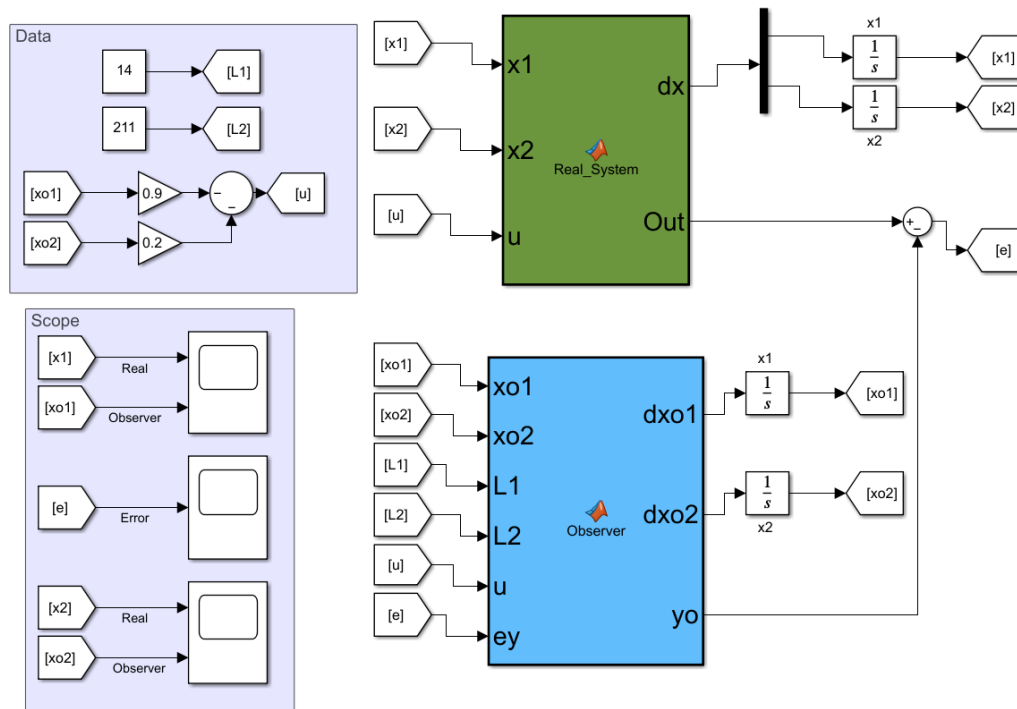 Data
14
[L1]
211
[L2]
[xo1]
0.9
[xo2]
0.2
−
−
[u]
[x1]
[x2]
[u]
x1
x2
u
dx
Out
Real_System
x1
1
s
[x1]
1
s
x2
[x2]
+
−
[e]
Scope
[x1]
Real
[xo1]
Observer
[e]
Error
[x2]
Real
[xo2]
Observer
[xo1]
[xo2]
[L1]
[L2]
[u]
[e]
xo1
xo2
L1
L2
u
ey
Observer
dxo1
dxo2
yo
x1
1
s
[xo1]
1
s
x2
[xo2]